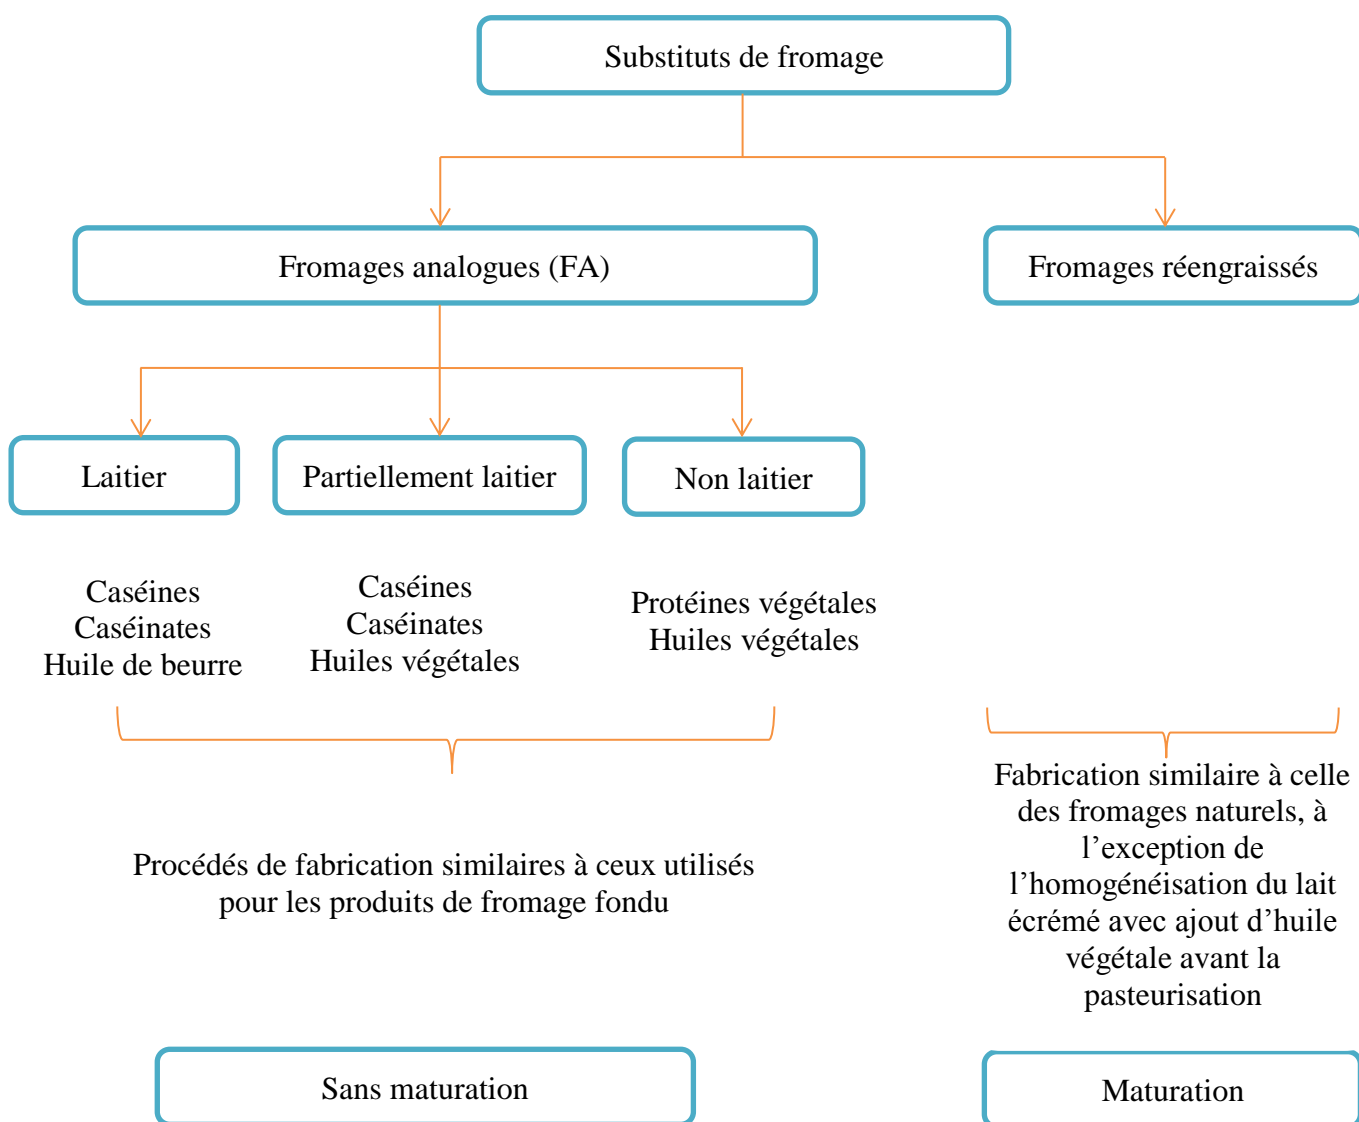 Substituts de fromage
Fromages analogues (FA)
Fromages réengraissés
Laitier
Partiellement laitier
Non laitier
Caséines
Caséinates
Huile de beurre
Caséines
Caséinates
Huiles végétales
Protéines végétales
Huiles végétales
Procédés de fabrication similaires à ceux utilisés
pour les produits de fromage fondu
Fabrication similaire à celle
des fromages naturels, à
l’exception de
l’homogénéisation du lait
écrémé avec ajout d’huile
végétale avant la
pasteurisation
Sans maturation
Maturation